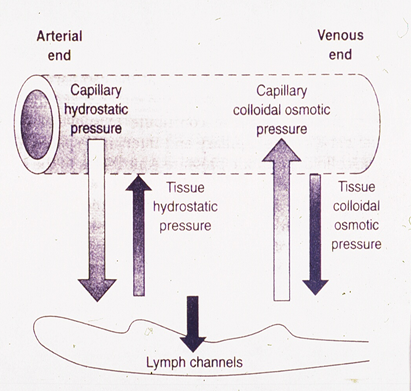 Arterial
end
Venous
end
Capillary
hydrostatic
pressure
Capillary
colloidal osmotic
pressure
Tissue
hydrostatic
pressure
Tissue
colloidal
osmotic
pressure
Lymph channels